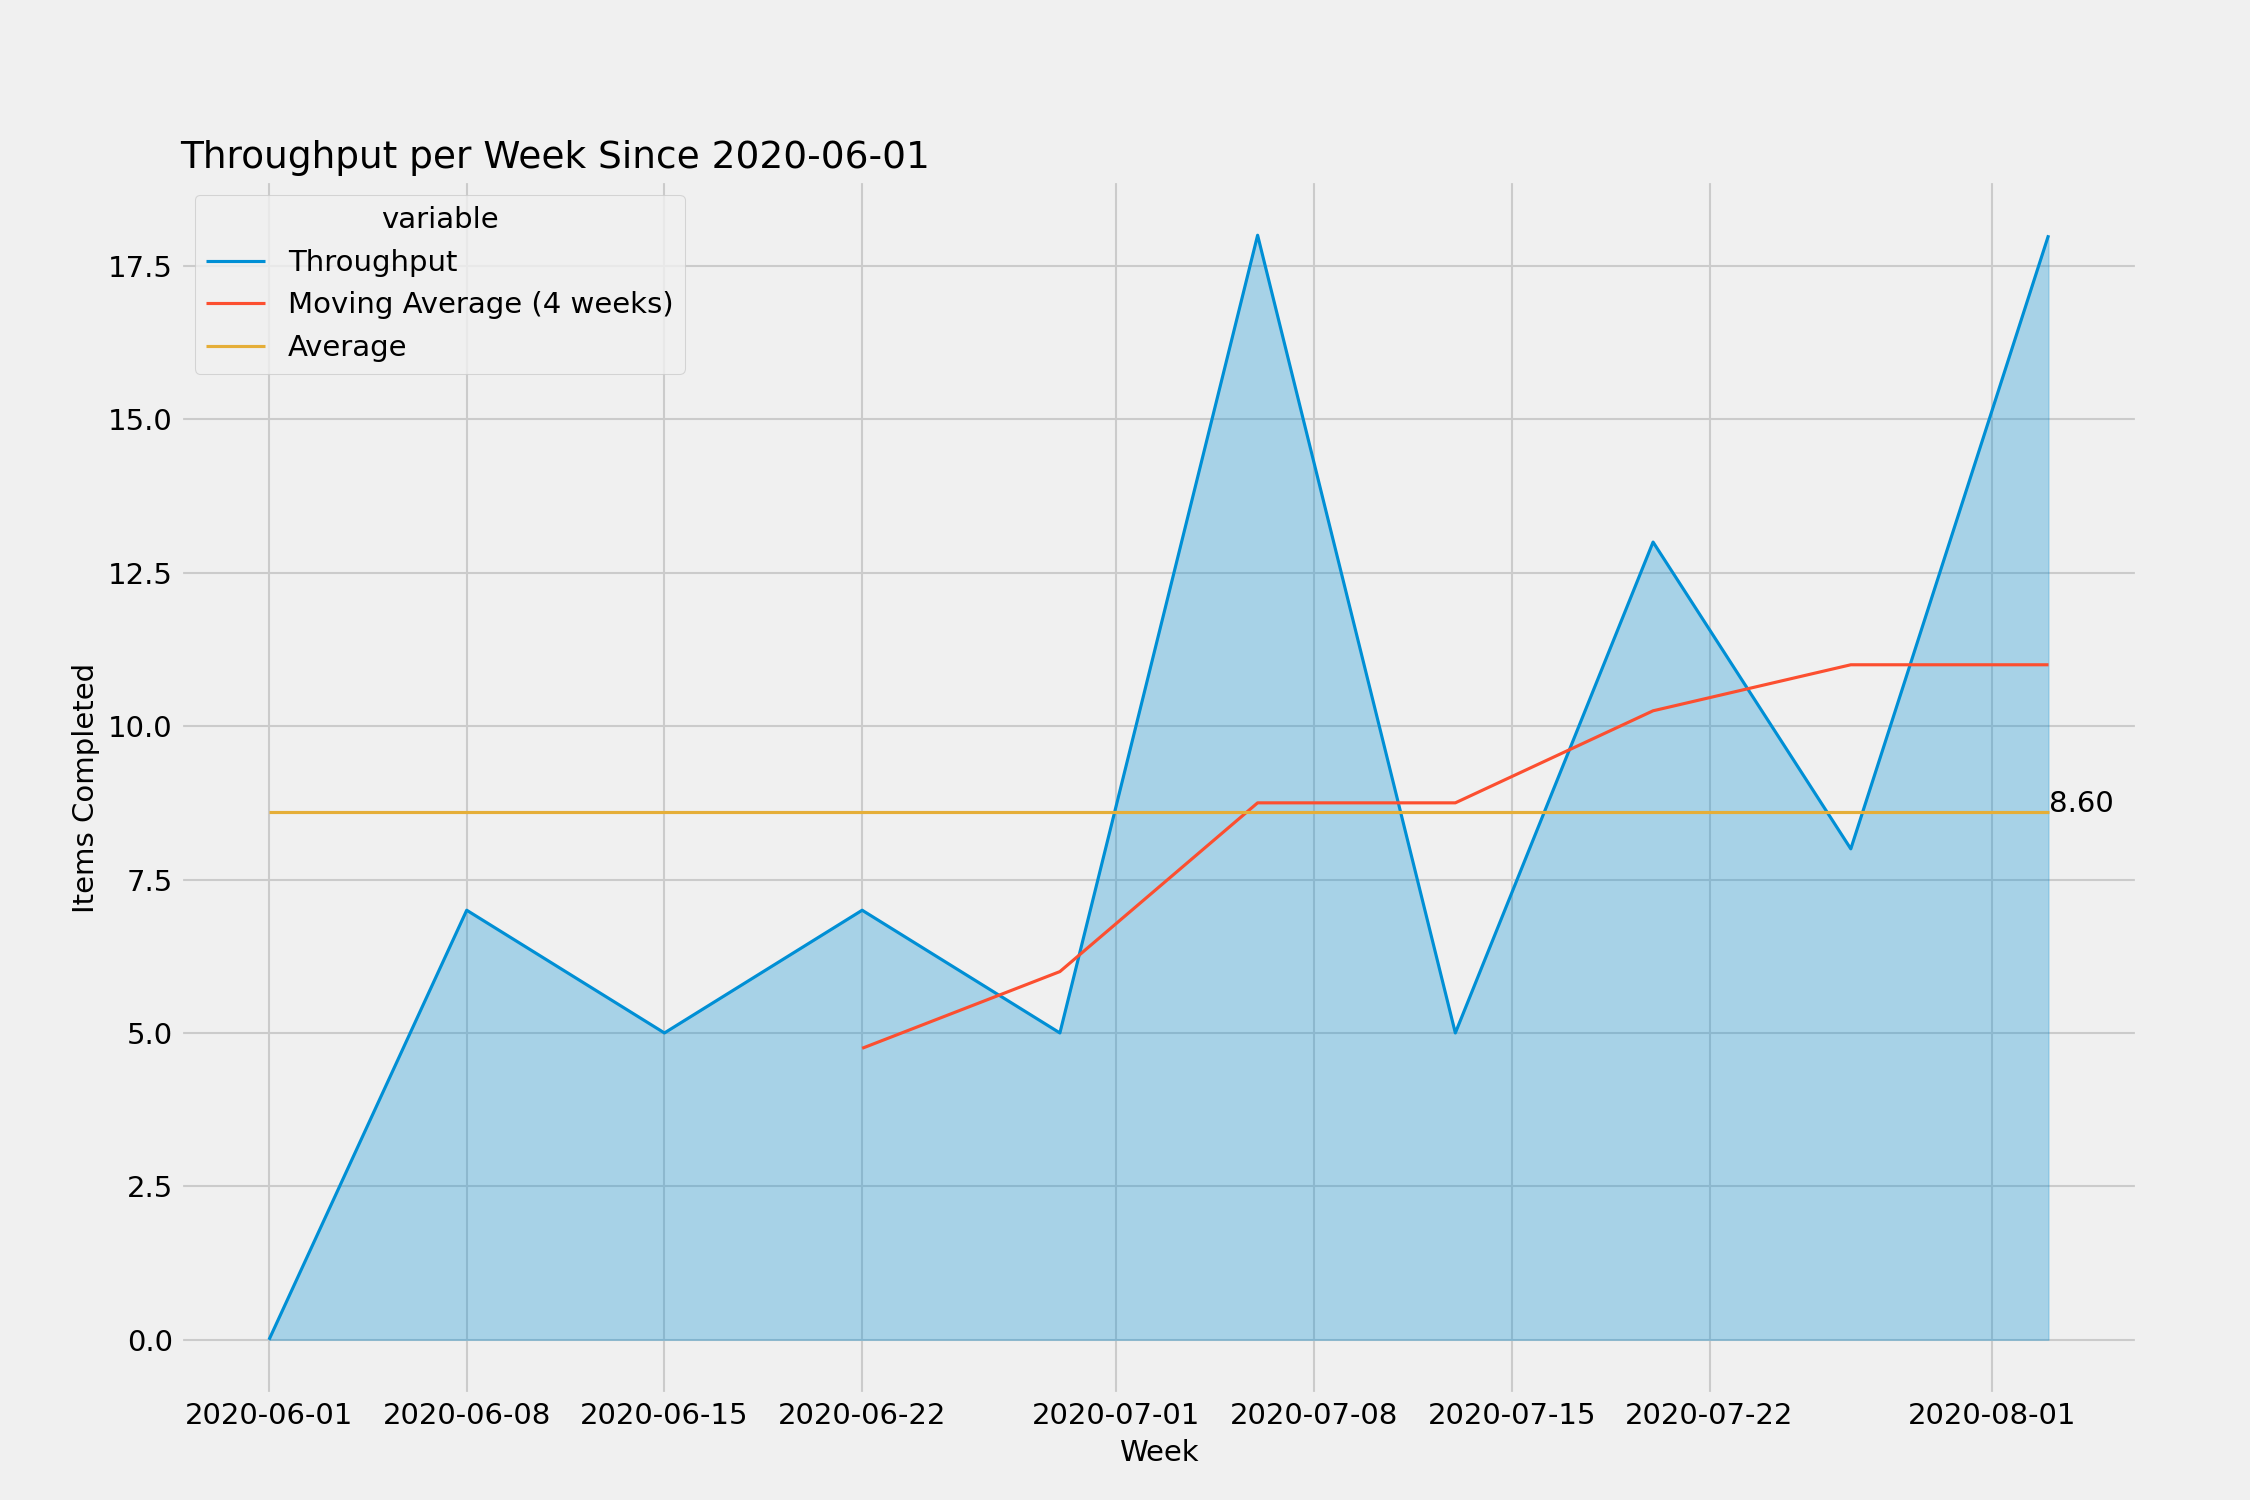 Throughput per Week Since 2020-06-01
variable
Throughput
Moving Average (4 weeks)
Average
17.5
15.0
12.5
10.0
7.5
5.0
2.5
0.0
Items Completed
8.60
2020-06-01 2020-06-08 2020-06-15 2020-06-22 2020-07-01 2020-07-08 2020-07-15 2020-07-22 2020-08-01
Week